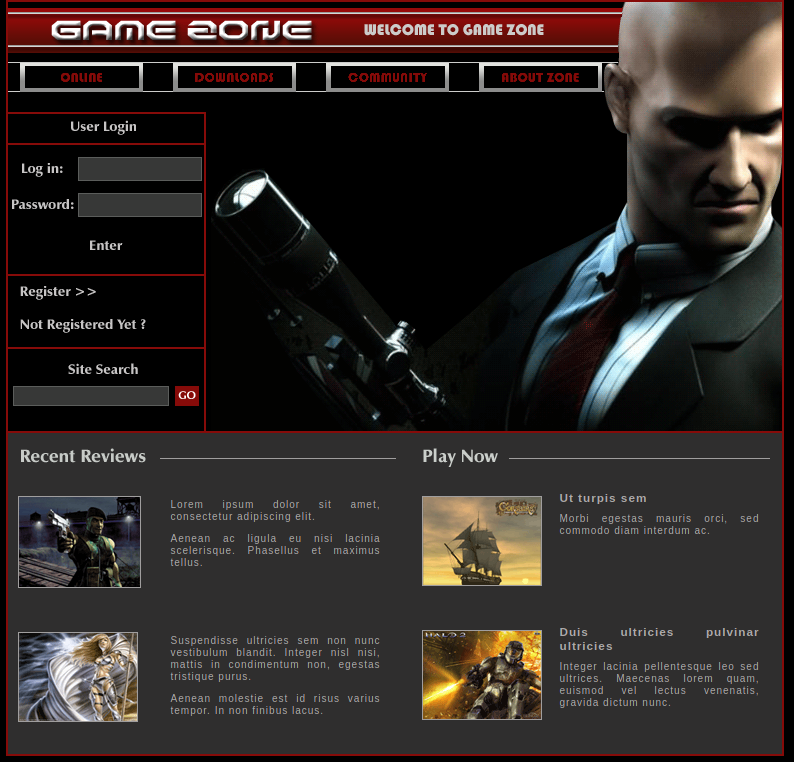 GAME ZONE
WELCOME TO GAME ZONE
ONLINE
DOWNLOADS
COMMUNITY
ABOUT ZONE
User Login
Log in:
Password:
Enter
Register >>
Not Registered Yet ?
Site Search
GO
Recent Reviews
Lorem ipsum dolor sit amet,
consectetur adipiscing elit.
Aenean ac ligula eu nisi lacinia
scelerisque. Phasellus et maximus
tellus.
Suspendisse ultricies sem non nunc
vestibulum blandit. Integer nisl nisi,
mattis in condimentum non, egestas
tristique purus.
Aenean molestie est id risus varius
tempor. In non finibus lacus.
Play Now
Ut turpis sem
Morbi egestas mauris orci, sed
commodo diam interdum ac.
HALO 2
Duis ultricies pulvinar
ultricies
Integer lacinia pellentesque leo sed
ultrices. Maecenas lorem quam,
euismod vel lectus venenatis,
gravida dictum nunc.